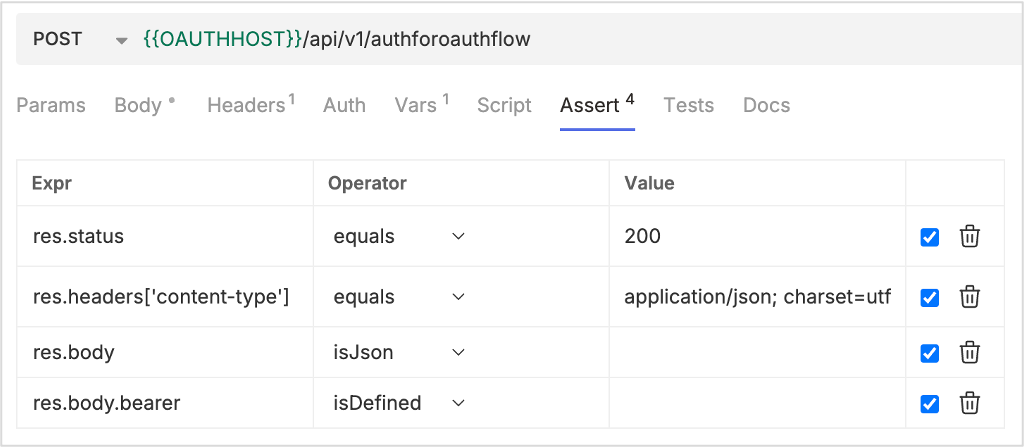 POST {{OAUTHHOST}}/api/v1/authforoauthflow
Params Body Headers 1 Auth Vars 1 Script Assert 4 Tests Docs
Expr Operator Value
res.status equals 200
res.headers['content-type'] equals application/json; charset=utf
res.body isJson
res.body.bearer isDefined